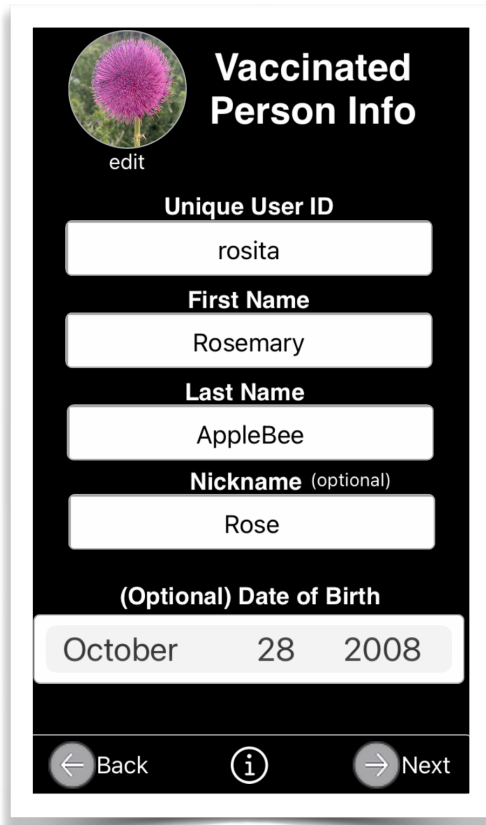 Vaccinated
Person Info
edit
Unique User ID
rosita
First Name
Rosemary
Last Name
AppleBee
Nickname (optional)
Rose
(Optional) Date of Birth
October 28 2008
Back Next